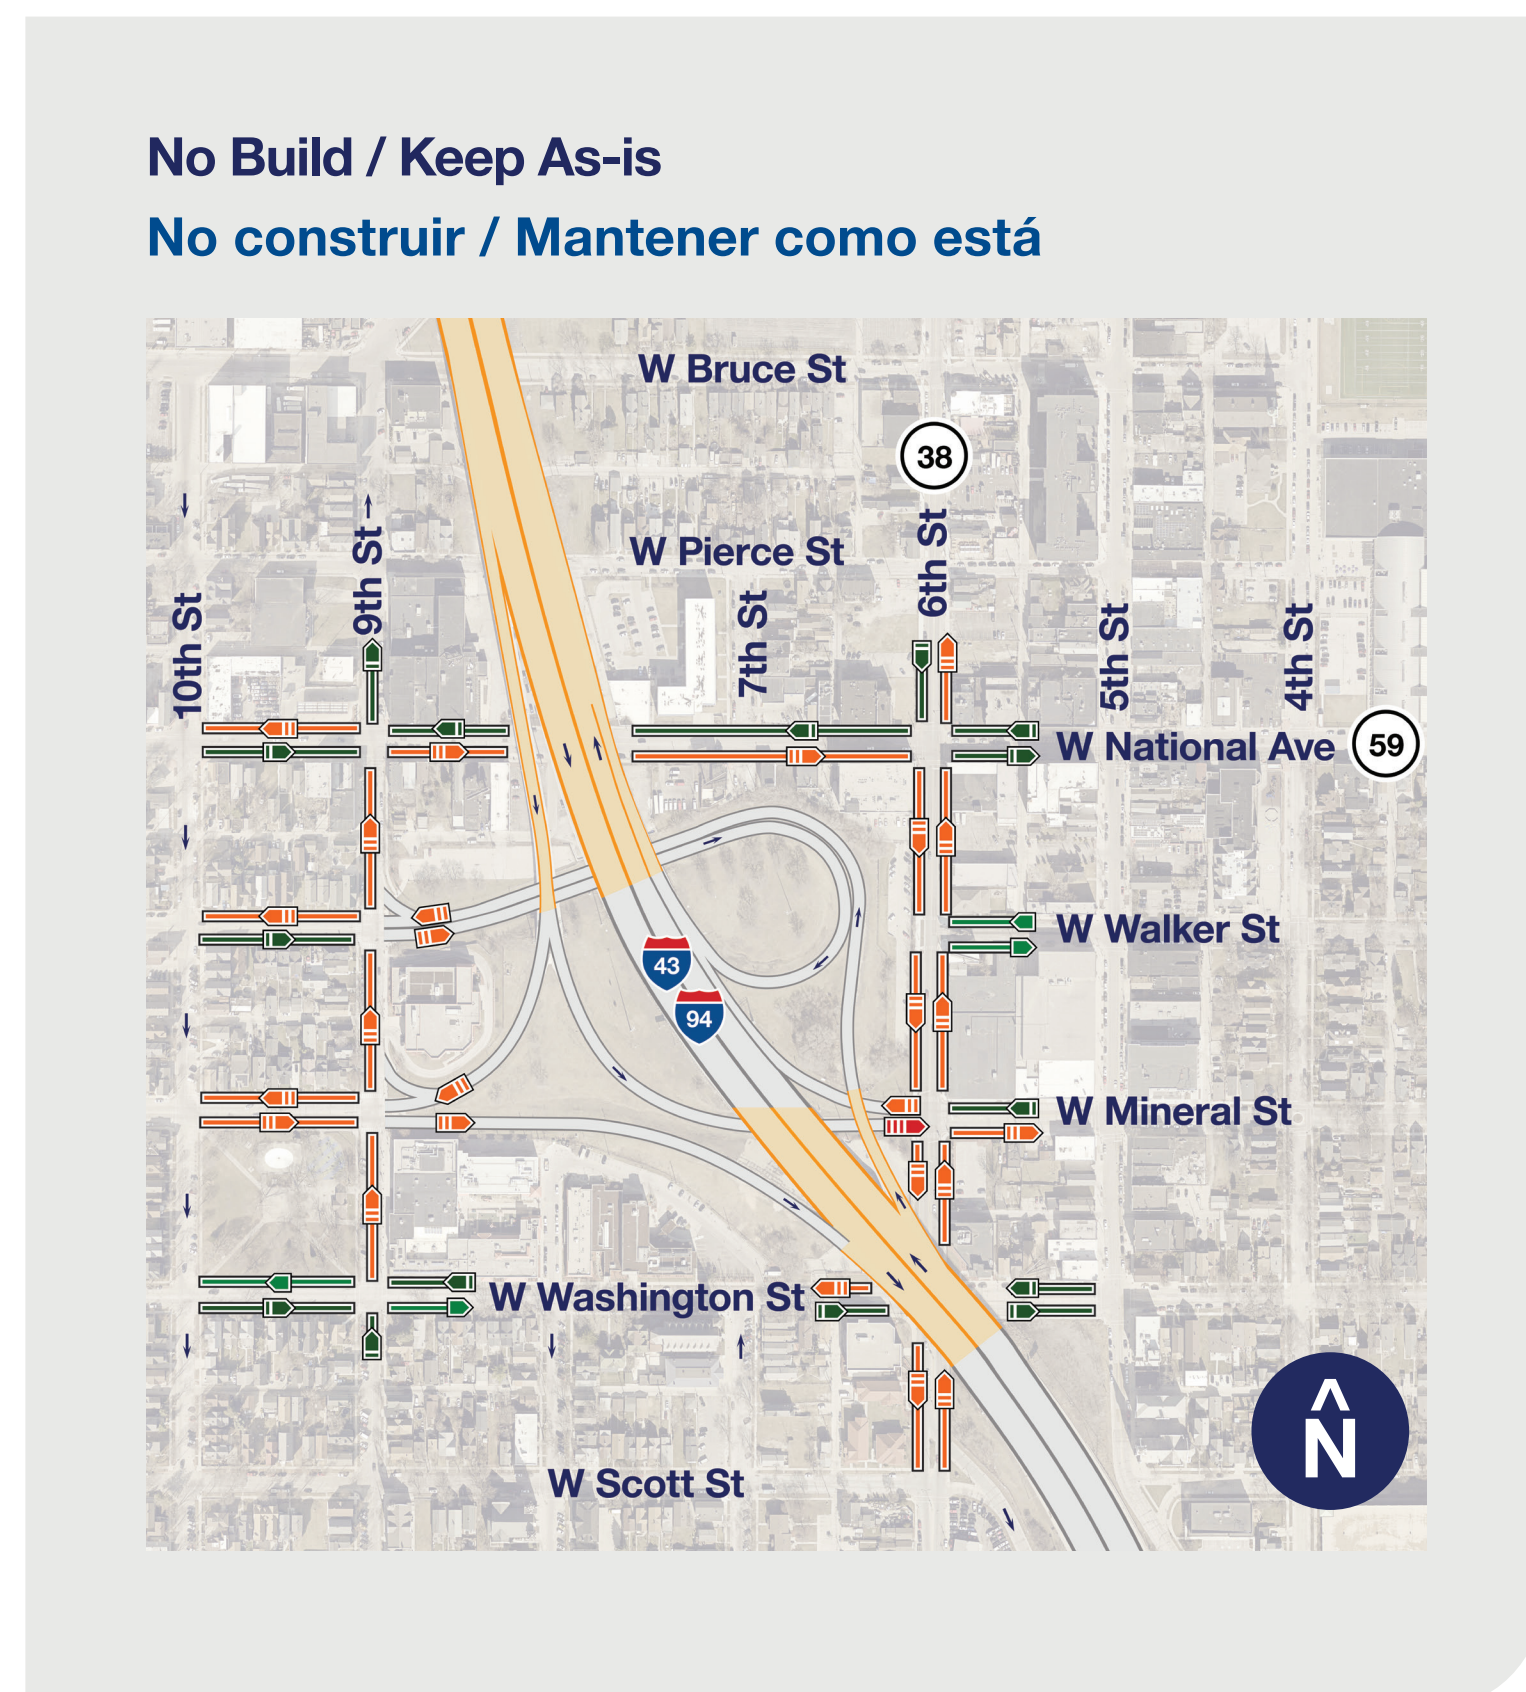 No Build / Keep As-is
No construir / Mantener como está
W Bruce St
38
6th St
9th St
W Pierce St
10th St
7th St
5th St
4th St
W National Ave
59
W Walker St
43
94
W Mineral St
W Washington St
W Scott St
N